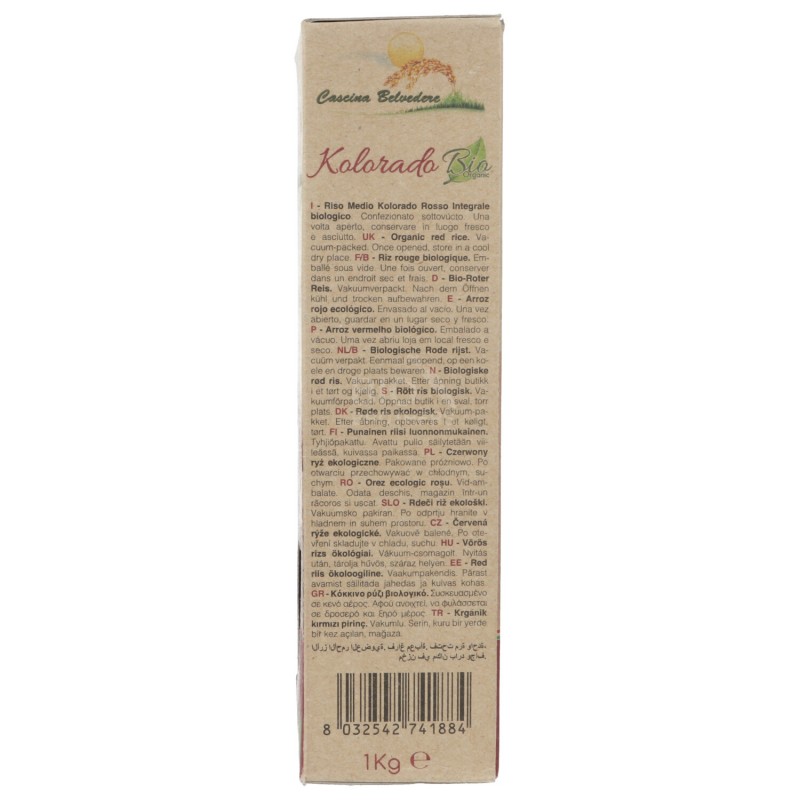 Cascina Belvedere
Kolorado Bio
Organic
I - Riso Medio Kolorado Rosso Integrale
biologico. Confezionato sottovúcto. Una
volta aperto, conservare in luogo fresco
e asciutto. UK - Organic red rice. Va-
cuum-packed. Once opened, store in a cool
dry place. F/B - Riz rouge biologique. Em-
ballé sous vide. Une fois ouvert, conserver
dans un endroit sec et frais. D - Bio-Roter
Reis. Vakuumverpackt. Nach dem Öffnen
kühl und trocken aufbewahren. E - Arroz
rojo ecológico. Envasado al vacío. Una vez
abierto, guardar en un lugar seco y fresco.
P - Arroz vermelho biológico. Embalado a
vácuo. Uma vez abriu loja em local fresco e
seco. NL/B - Biologische Rode rijst. Va-
cuüm verpakt. Eenmaal geopend, op een koe-
ele en droge plaats bewaren. N - Biologiske
rød ris. Vakuumpakket. Etter åpning butikk
i et tørt og kjølig. S - Rött ris biologisk. Va-
kuumförpackad. Öppnad butik i en sval, torr
plats. DK - Røde ris økologisk. Vakuum-pa-
kket. Efter åbning, opbevares i et køligt,
tørt. FI - Punainen riisi luonnonmukainen.
Tyhjiöpakattu. Avattu pullo säilytetään vii-
leässä, kuivassa paikassa. PL - Czerwony
ryż ekologiczne. Pakowane próżniowo. Po
otwarciu przechowywać w chłodnym, su-
chym. RO - Orez ecologic roşu. Vid-am-
balate. Odata deschis, magazin într-un
răcoros si uscat. SLO - Rdeči riž ekološki.
Vakuumsko pakiran. Po odprtju hranite v
hladnem in suhem prostoru. CZ - Červená
rýže ekologické. Vakuově balené. Po ote-
vření skladujte v chladu, suchu. HU - Vörös
rizs ökológiai. Vákuum-csomagolt. Nyitás
után, tárolja hűvös, száraz helyen. EE - Red
riis ökoloogiline. Vaakumpakendis. Pärast
avamist säilitada jahedas ja kuivas kohas.
GR - Κόκκινο ρύζι βιολογικό. Συσκευασμένο
σε κενό αέρος. Αφού ανοιχτεί, να φυλάσσεται
σε δροσερό και ξηρό μέρος. TR - Krganik
kırmızı pirinç. Vakumlu. Serin, kuru bir yerde
bir kez açılan, mağaza.
8 032542 741884
1Kg ℮